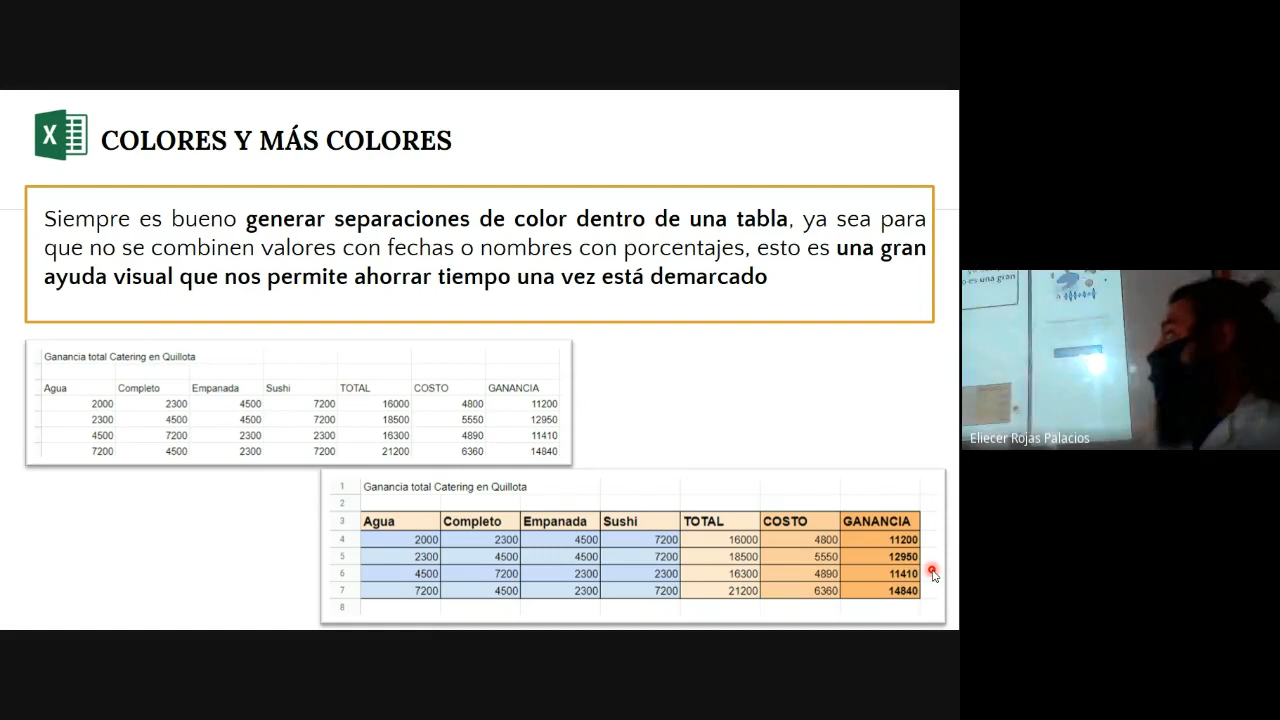 X
COLORES Y MÁS COLORES
Siempre es bueno generar separaciones de color dentro de una tabla, ya sea para
que no se combinen valores con fechas o nombres con porcentajes, esto es una gran
ayuda visual que nos permite ahorrar tiempo una vez está demarcado
Ganancia total Catering en Quillota
Agua Completo Empanada Sushi TOTAL COSTO GANANCIA
2000 2300 4500 7200 16000 4800 11200
2300 4500 4500 7200 18500 5550 12950
4500 7200 2300 2300 16300 4890 11410
7200 4500 2300 7200 21200 6360 14840
1 Ganancia total Catering en Quillota
2
3 Agua Completo Empanada Sushi TOTAL COSTO GANANCIA
4 2000 2300 4500 7200 16000 4800 11200
5 2300 4500 4500 7200 18500 5550 12950
6 4500 7200 2300 2300 16300 4890 11410
7 7200 4500 2300 7200 21200 6360 14840
8
es una gran
Eliecer Rojas Palacios